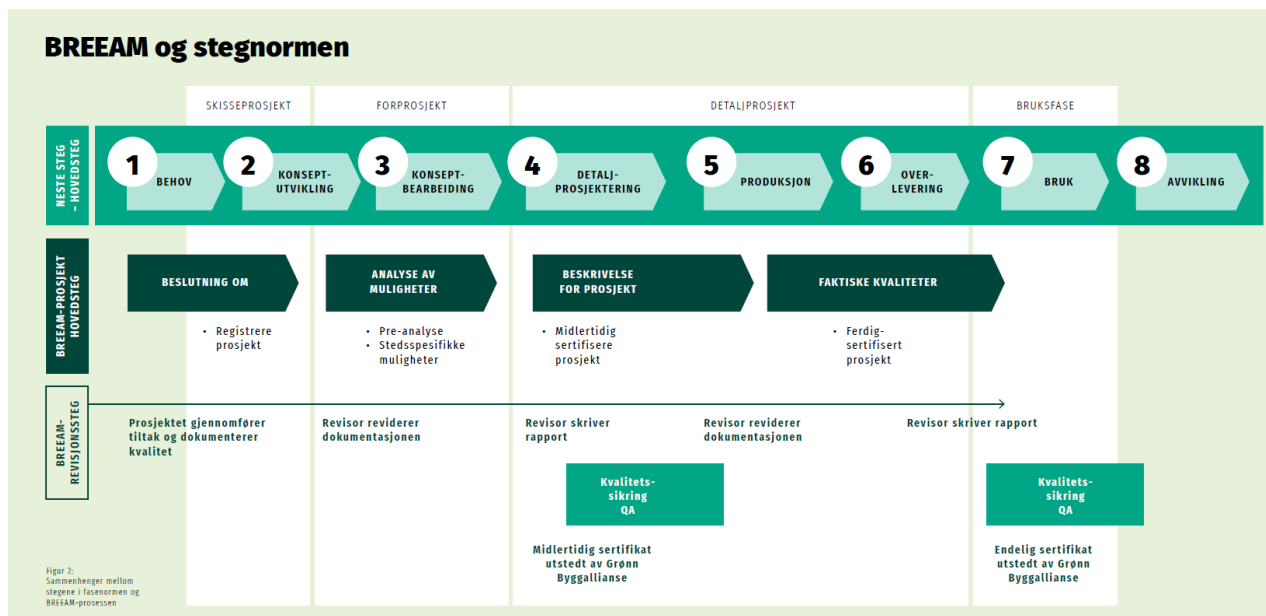 BREEAM og stegnormen
SKISSEPROSJEKT
FORPROSJEKT
DETALJPROSJEKT
BRUKSFASE
NESTE STEG
– HOVEDSTEG
1
BEHOV
2
KONSEPT-
UTVIKLING
3
KONSEPT-
BEARBEIDING
4
DETALJ-
PROSJEKTERING
5
PRODUKSJON
6
OVER-
LEVERING
7
BRUK
8
AVVIKLING
BREEAM-PROSJEKT
HOVEDSTEG
BESLUTNING OM
ANALYSE AV
MULIGHETER
BESKRIVELSE
FOR PROSJEKT
FAKTISKE KVALITETER
• Registrere
prosjekt
• Pre-analyse
• Stedsspesifikke
muligheter
• Midlertidig
sertifisere
prosjekt
• Ferdig-
sertifisert
prosjekt
BREEAM-
REVISJONSSTEG
Prosjektet gjennomfører
tiltak og dokumenterer
kvalitet
Revisor reviderer
dokumentasjonen
Revisor skriver
rapport
Revisor reviderer
dokumentasjonen
Revisor skriver rapport
Kvalitets-
sikring
QA
Kvalitets-
sikring
QA
Midlertidig sertifikat
utstedt av Grønn
Byggallianse
Endelig sertifikat
utstedt av Grønn
Byggallianse
Figur 2:
Sammenhenger mellom
stegene i fasenormen og
BREEAM-prosessen